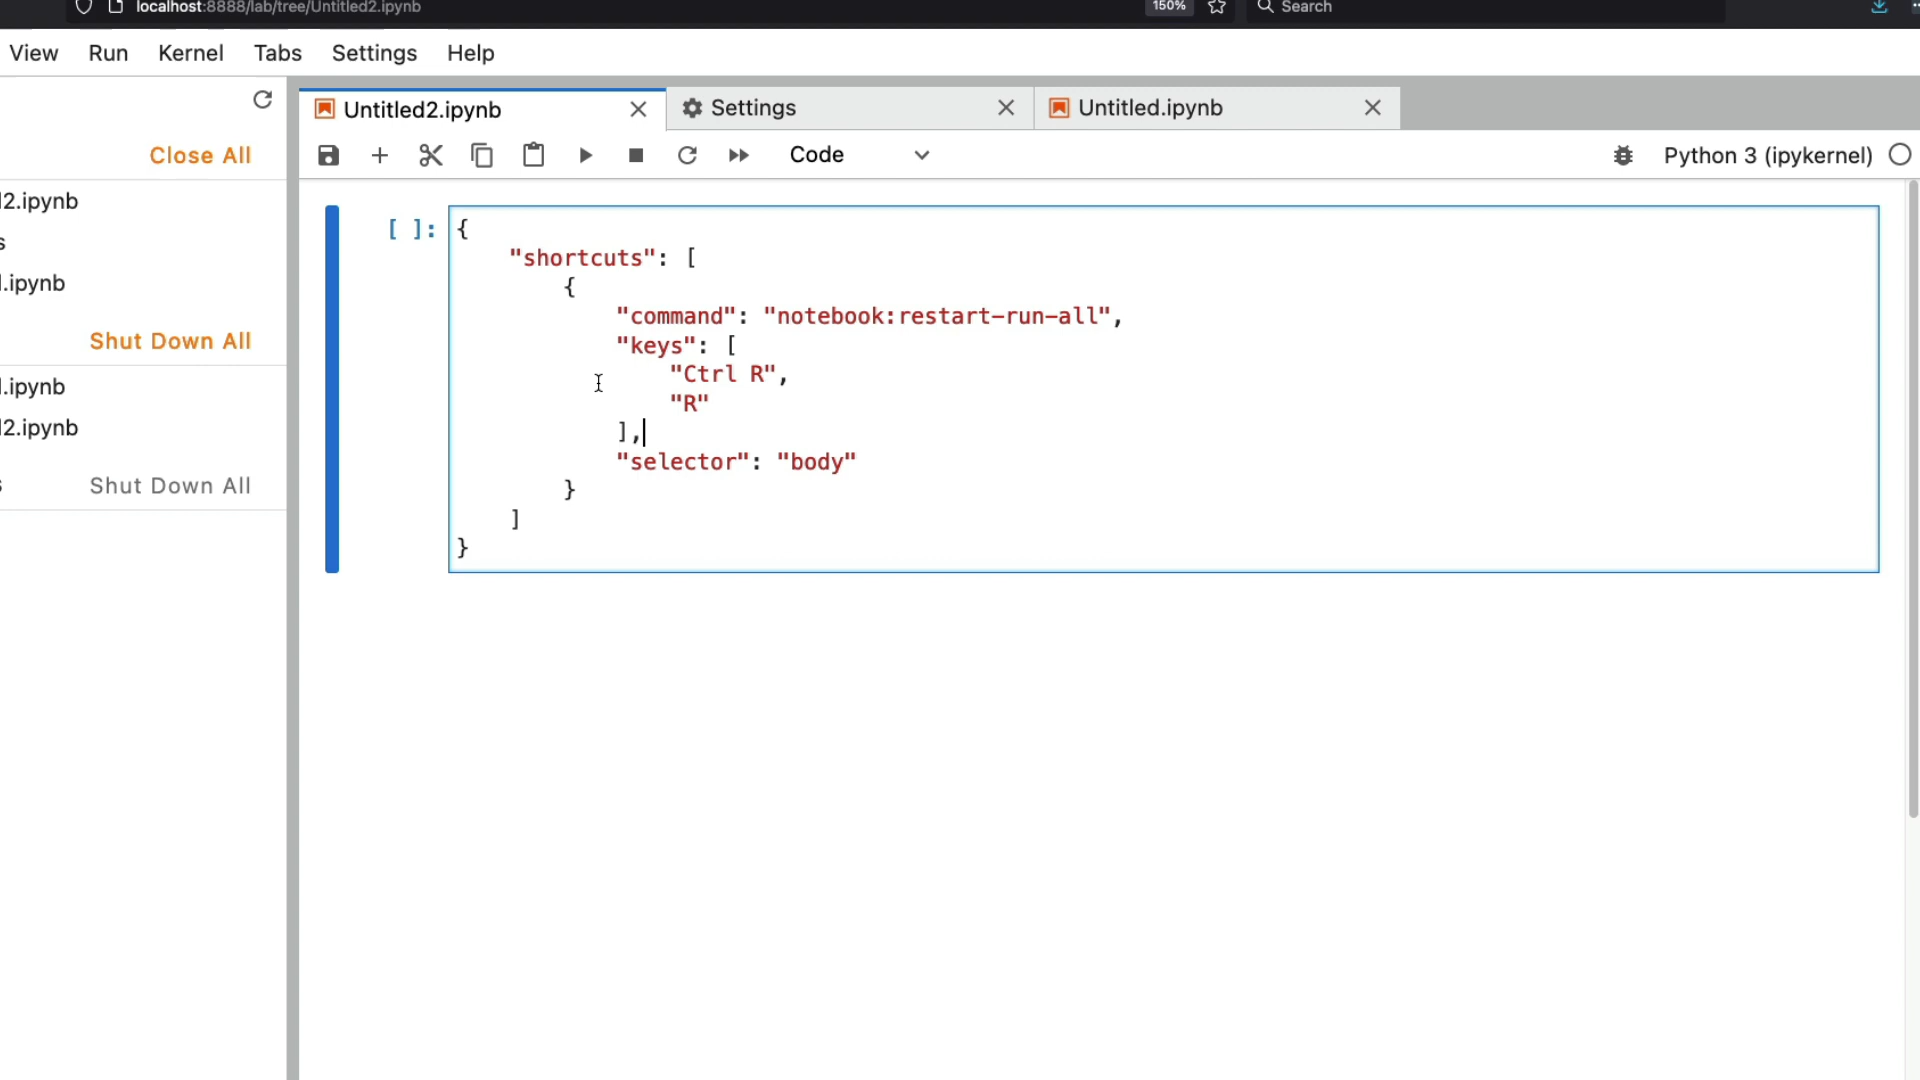 localhost:8888/lab/tree/Untitled2.ipynb
150%
Search
View Run Kernel Tabs Settings Help
Untitled2.ipynb
Settings
Untitled.ipynb
Close All
Code
Python 3 (ipykernel)
2.ipynb
s
.ipynb
Shut Down All
.ipynb
2.ipynb
Shut Down All
[ ]:
{
"shortcuts": [
{
"command": "notebook:restart-run-all",
"keys": [
"Ctrl R",
"R"
],
"selector": "body"
}
]
}